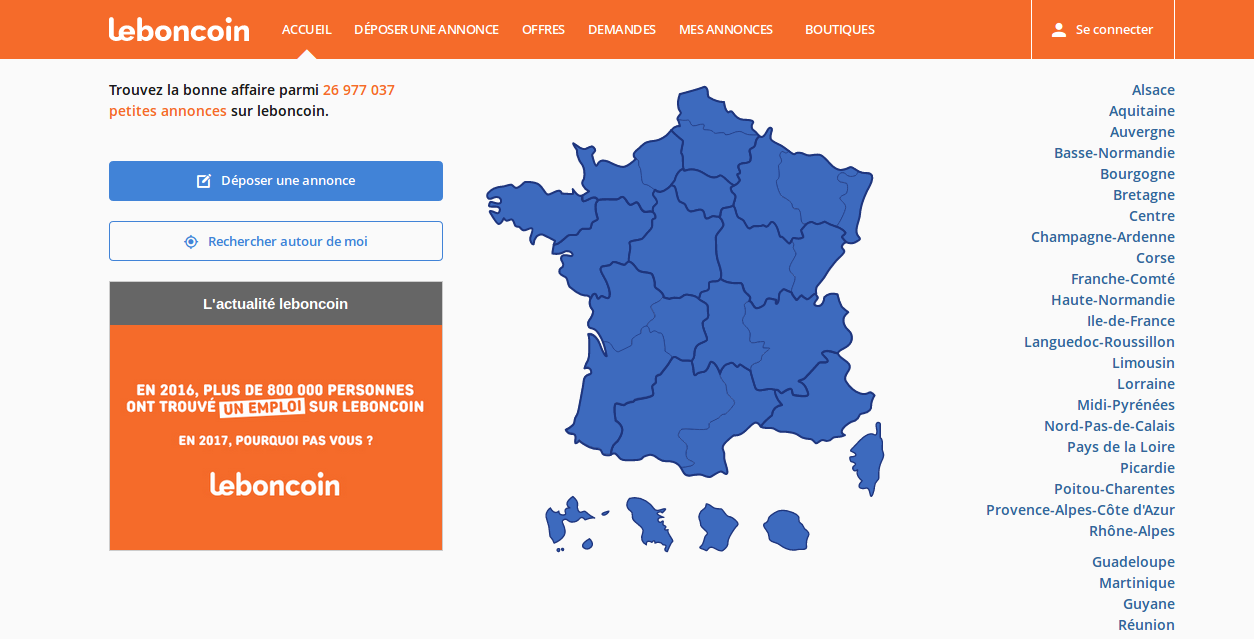 leboncoin
ACCUEIL
DÉPOSER UNE ANNONCE
OFFRES
DEMANDES
MES ANNONCES
BOUTIQUES
Se connecter
Trouvez la bonne affaire parmi 26 977 037
petites annonces sur leboncoin.
Déposer une annonce
Rechercher autour de moi
L'actualité leboncoin
EN 2016, PLUS DE 800 000 PERSONNES
ONT TROUVÉ UN EMPLOI SUR LEBONCOIN
EN 2017, POURQUOI PAS VOUS ?
leboncoin
Alsace
Aquitaine
Auvergne
Basse-Normandie
Bourgogne
Bretagne
Centre
Champagne-Ardenne
Corse
Franche-Comté
Haute-Normandie
Ile-de-France
Languedoc-Roussillon
Limousin
Lorraine
Midi-Pyrénées
Nord-Pas-de-Calais
Pays de la Loire
Picardie
Poitou-Charentes
Provence-Alpes-Côte d'Azur
Rhône-Alpes
Guadeloupe
Martinique
Guyane
Réunion